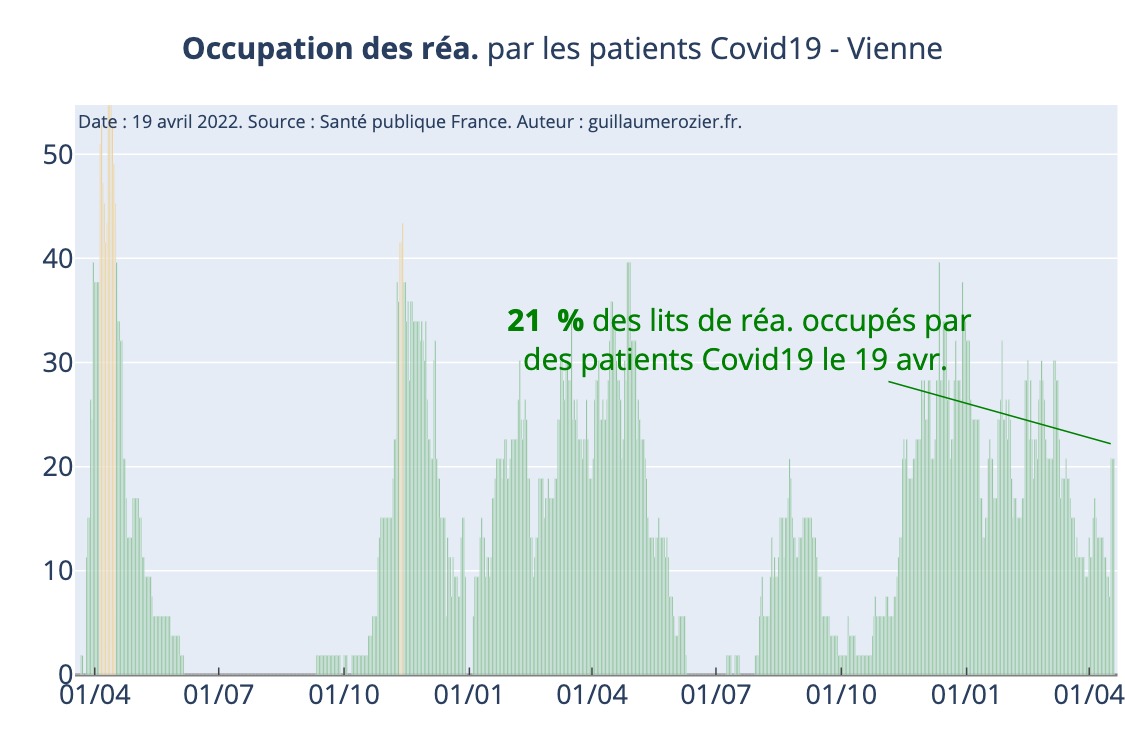 Occupation des réa. par les patients Covid19 - Vienne
Date : 19 avril 2022. Source : Santé publique France. Auteur : guillaumerozier.fr.
50
40
21 % des lits de réa. occupés par
des patients Covid19 le 19 avr.
30
20
10
0
01/04 01/07 01/10 01/01 01/04 01/07 01/10 01/01 01/04